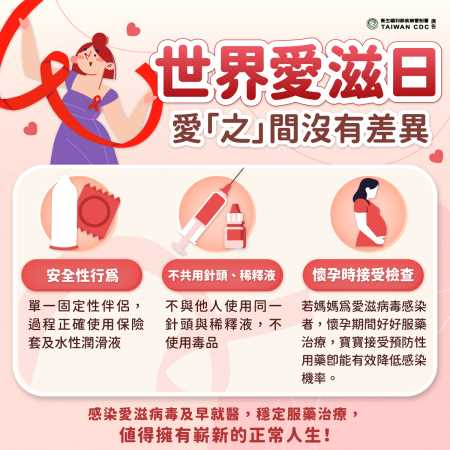 衛生福利部疾病管制署 廣告
TAIWAN CDC
世界愛滋日
愛「之」間沒有差異
安全性行為
單一固定性伴侶，
過程正確使用保險
套及水性潤滑液
不共用針頭、稀釋液
不與他人使用同一
針頭與稀釋液，不
使用毒品
懷孕時接受檢查
若媽媽為愛滋病毒感染
者，懷孕期間好好服藥
治療，寶寶接受預防性
用藥即能有效降低感染
機率。
感染愛滋病毒及早就醫，穩定服藥治療，
值得擁有嶄新的正常人生！